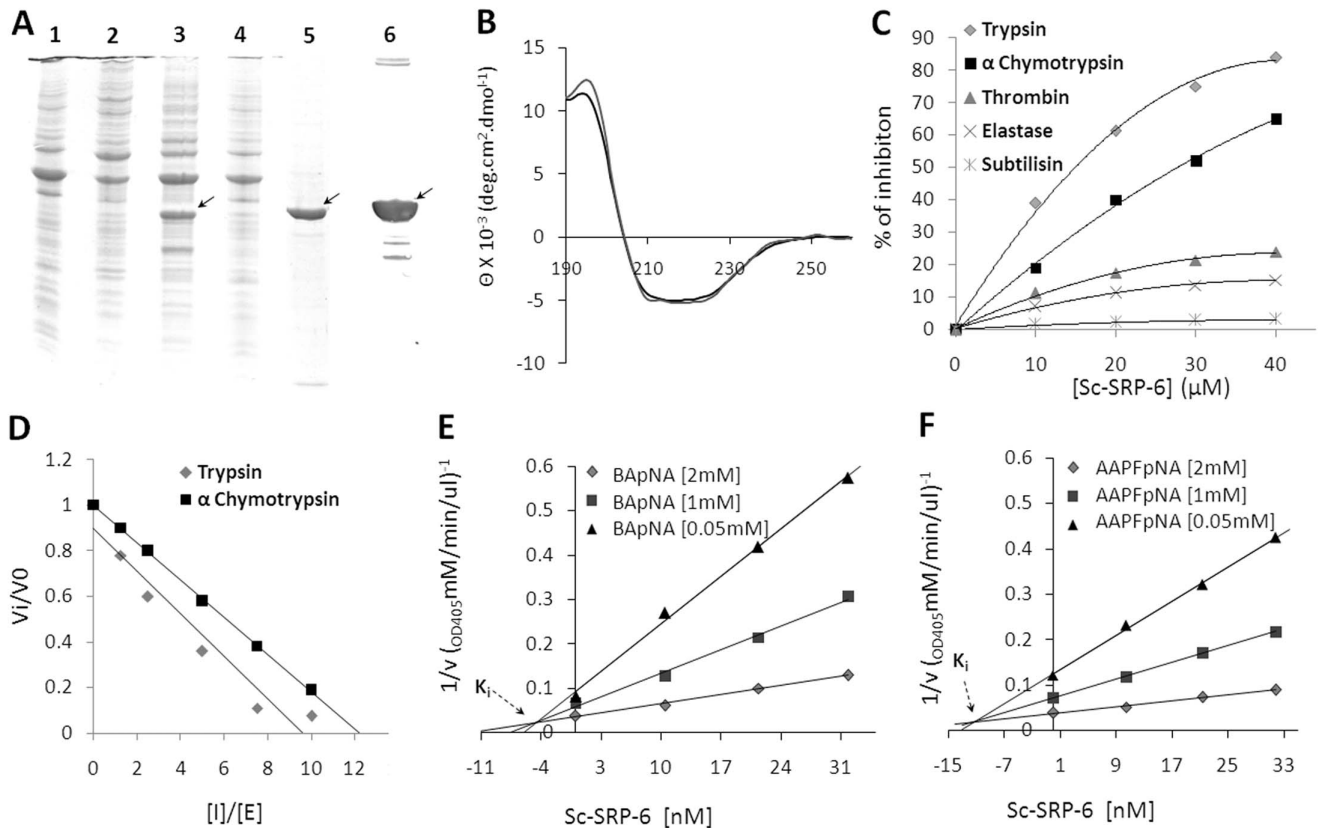 A
1 2 3 4 5 6
B
15
10
5
0
-5
-10
190 210 230 250
Θ X 10⁻³ (deg.cm².dmol¹⁻¹)
C
Trypsin
α Chymotrypsin
Thrombin
Elastase
Subtilisin
90
80
70
60
50
40
30
20
10
0
% of inhibiton
0 10 20 30 40
[Sc-SRP-6] (µM)
D
Trypsin
α Chymotrypsin
1.2
1
0.8
0.6
0.4
0.2
0
Vi/V0
0 2 4 6 8 10 12
[I]/[E]
E
BApNA [2mM]
BApNA [1mM]
BApNA [0.05mM]
0.6
0.5
0.4
0.3
0.2
0.1
0
1/v (OD405mM/min/ul)⁻¹
Ki
-11 -4 3 10 17 24 31
Sc-SRP-6 [nM]
F
AAPFpNA [2mM]
AAPFpNA [1mM]
AAPFpNA [0.05mM]
0.6
0.5
0.4
0.3
0.2
0.1
0
1/v (OD405mM/min/ul)⁻¹
Ki
-15 -7 1 9 17 25 33
Sc-SRP-6 [nM]